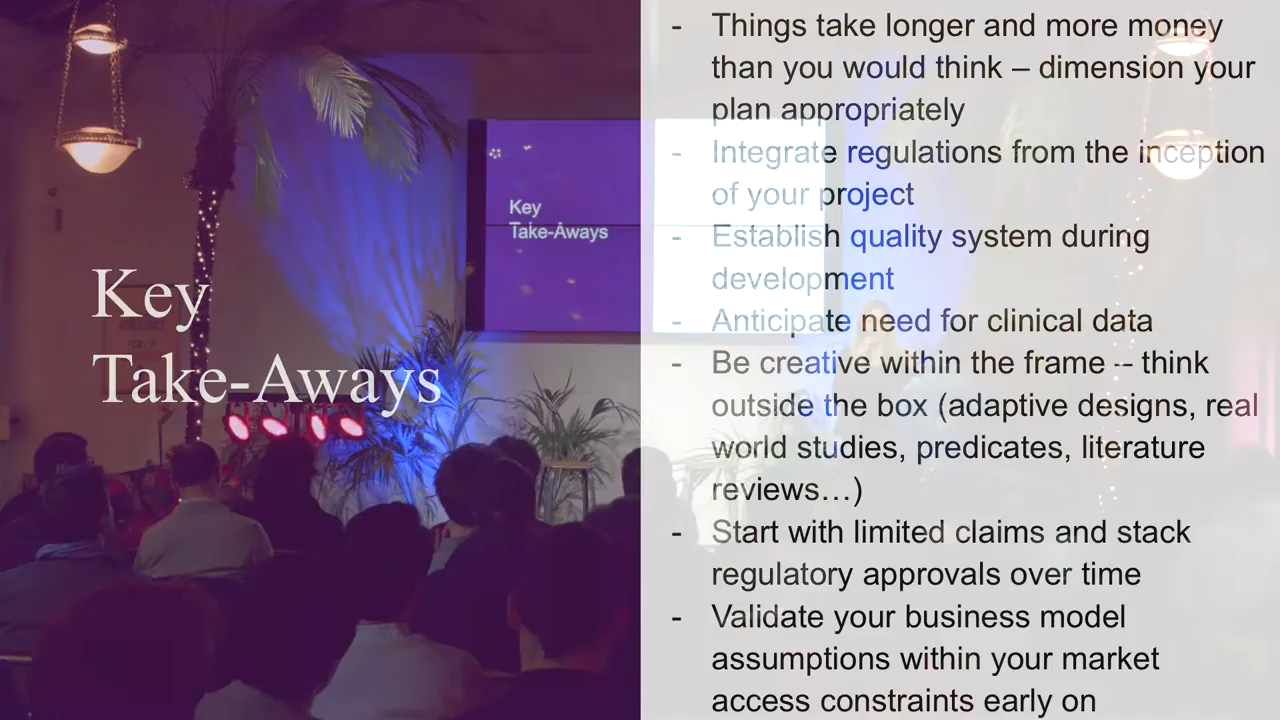 Key
Take-Aways
Key
Take-Aways
- Things take longer and more money
than you would think – dimension your
plan appropriately
- Integrate regulations from the inception
of your project
- Establish quality system during
development
- Anticipate need for clinical data
- Be creative within the frame -- think
outside the box (adaptive designs, real
world studies, predicates, literature
reviews…)
- Start with limited claims and stack
regulatory approvals over time
- Validate your business model
assumptions within your market
access constraints early on